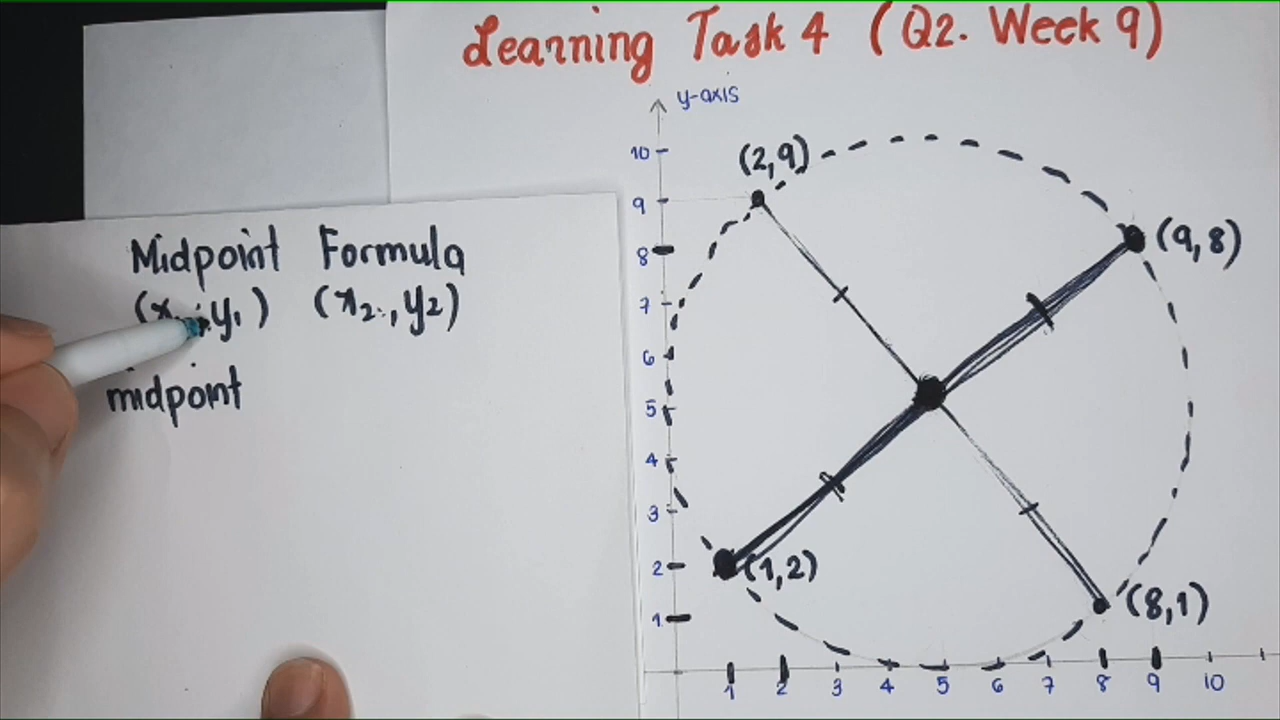 Learning Task 4 (Q2. Week 9)
Midpoint Formula
(x , y₁) (x₂, y₂)
midpoint
y-axis
10
9
8
7
6
5
4
3
2
1
1 2 3 4 5 6 7 8 9 10
(2,9)
(9,8)
(1,2)
(8,1)